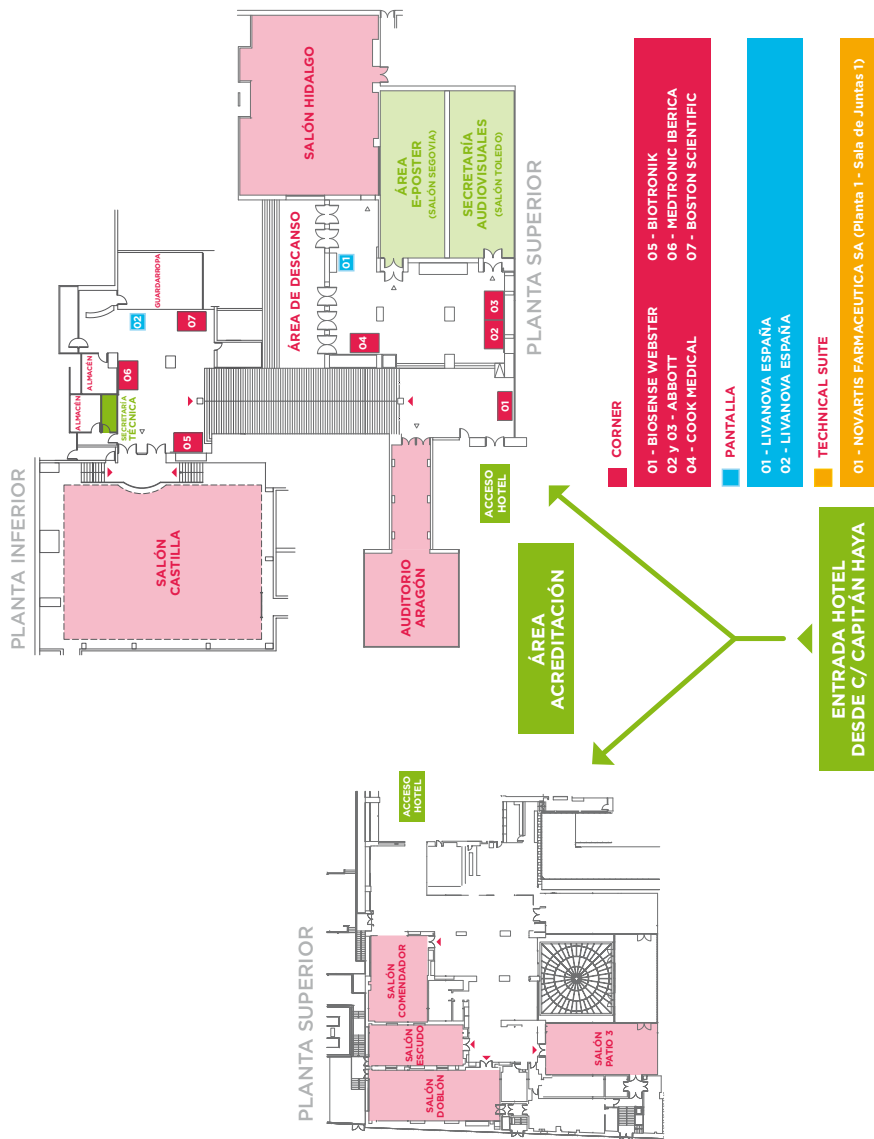 PLANTA SUPERIOR
SALÓN
DOBLÓN
SALÓN
ESCUDO
SALÓN
COMENDADOR
SALÓN
PATIO 3
ACCESO
HOTEL
PLANTA INFERIOR
SALÓN
CASTILLA
ALMACÉN
ALMACÉN
SECRETARÍA
TÉCNICA
05
06
07
02
GUARDARROPA
AUDITORIO
ARAGÓN
ACCESO
HOTEL
ÁREA DE DESCANSO
SALÓN HIDALGO
04
01
01
02
03
ÁREA
E-POSTER
(SALÓN SEGOVIA)
SECRETARÍA
AUDIOVISUALES
(SALÓN TOLEDO)
PLANTA SUPERIOR
ÁREA
ACREDITACIÓN
ENTRADA HOTEL
DESDE C/ CAPITÁN HAYA
CORNER
01 - BIOSENSE WEBSTER
02 y 03 - ABBOTT
04 - COOK MEDICAL
05 - BIOTRONIK
06 - MEDTRONIC IBERICA
07 - BOSTON SCIENTIFIC
PANTALLA
01 - LIVANOVA ESPAÑA
02 - LIVANOVA ESPAÑA
TECHNICAL SUITE
01 - NOVARTIS FARMACEUTICA SA (Planta 1 - Sala de Juntas 1)